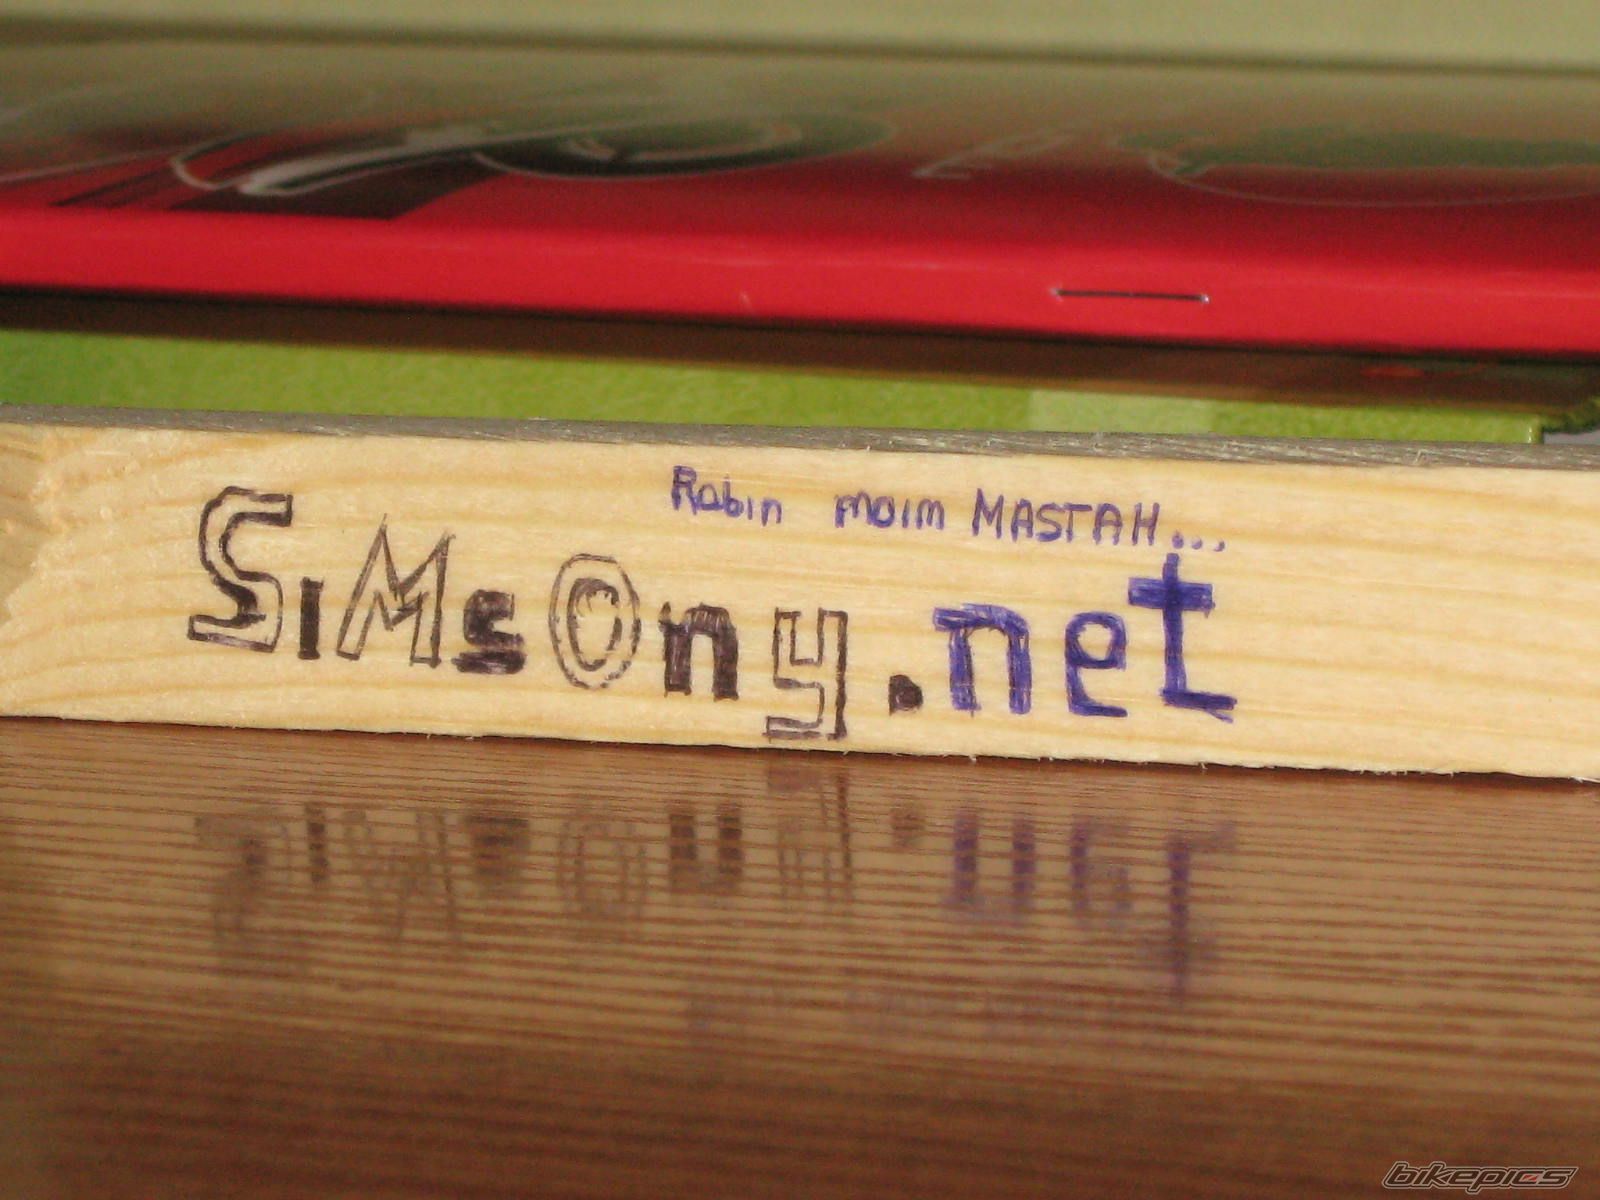 Robin moim MASTAH...
SiMsOny.net
bikepics